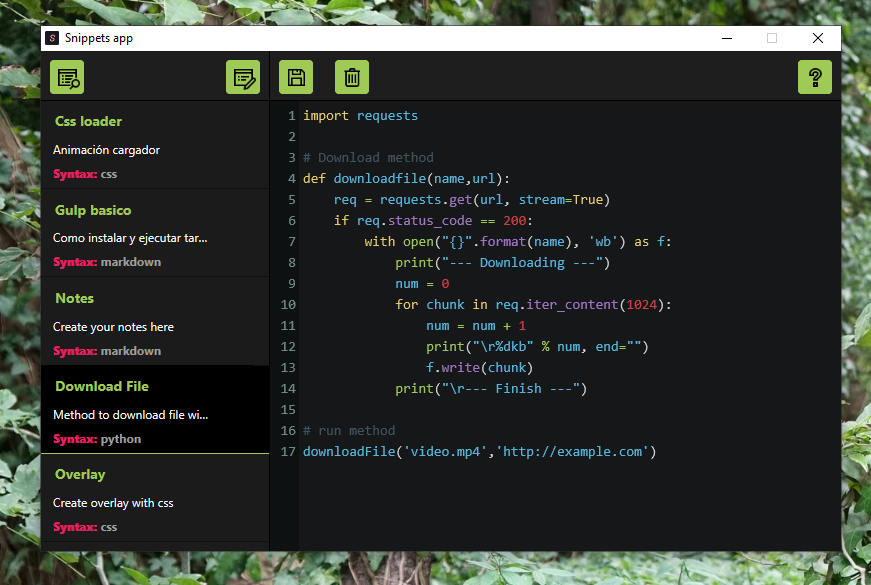 S Snippets app
Css loader
Animación cargador
Syntax: css
Gulp basico
Como instalar y ejecutar tar...
Syntax: markdown
Notes
Create your notes here
Syntax: markdown
Download File
Method to download file wi...
Syntax: python
Overlay
Create overlay with css
Syntax: css
?
1 import requests
2
3 # Download method
4 def downloadfile(name,url):
5     req = requests.get(url, stream=True)
6     if req.status_code == 200:
7         with open("{}".format(name), 'wb') as f:
8             print("--- Downloading ---")
9             num = 0
10             for chunk in req.iter_content(1024):
11                 num = num + 1
12                 print("\r%dkb" % num, end="")
13                 f.write(chunk)
14             print("\r--- Finish ---")
15
16 # run method
17 downloadFile('video.mp4','http://example.com')